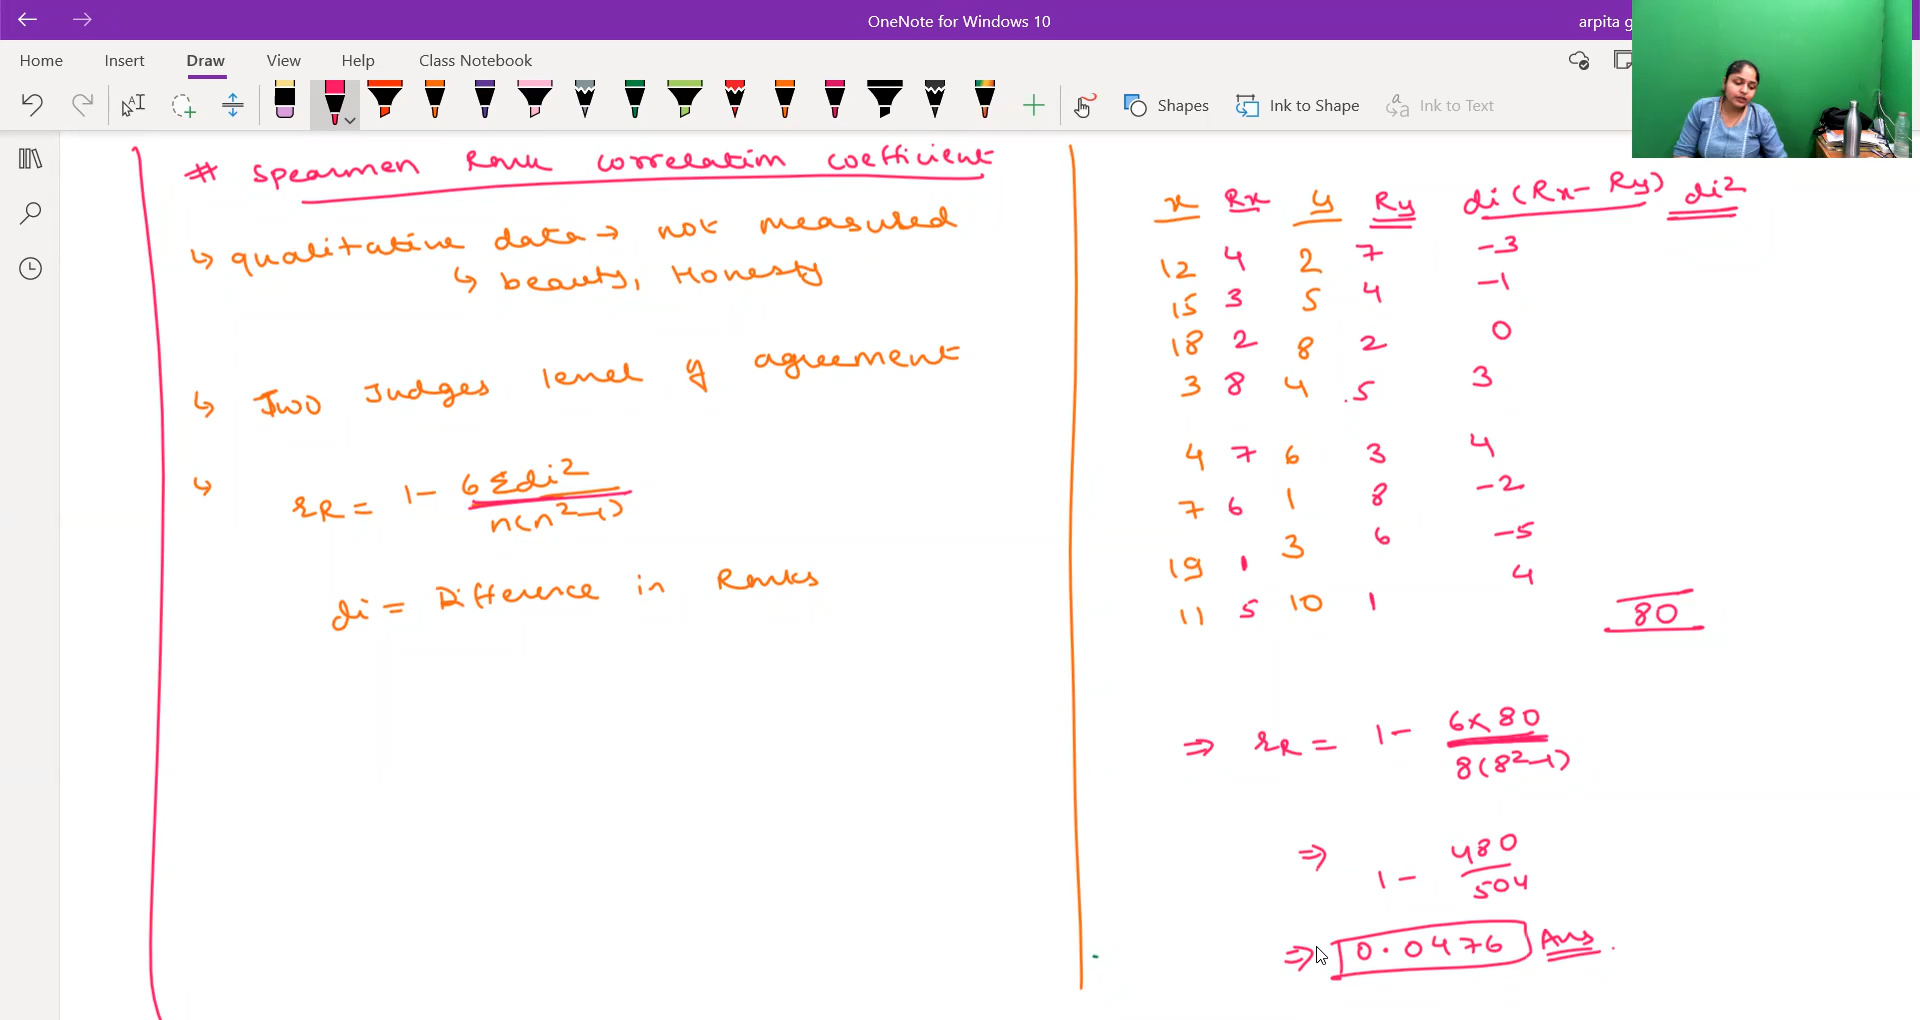 OneNote for Windows 10
arpita g
Home Insert Draw View Help Class Notebook
Shapes Ink to Shape Ink to Text
# Spearmen Rank correlation coefficient
↳ qualitative data → not measured
↳ beauty, Honesty
↳ Two Judges level of agreement
↳ rR = 1 - 6 Σdi² / n(n²-1)
di = Difference in Ranks
x Rx y Ry di (Rx - Ry) di²
12 4 2 7 -3
15 3 5 4 -1
18 2 8 2 0
3 8 4 .5 3
4 7 6 3 4
7 6 1 8 -2
19 1 3 6 -5
11 5 10 1 4
80
⇒ rR = 1 - 6 x 80 / 8(8²-1)
⇒ 1 - 480 / 504
⇒ 0.0476 Ans.